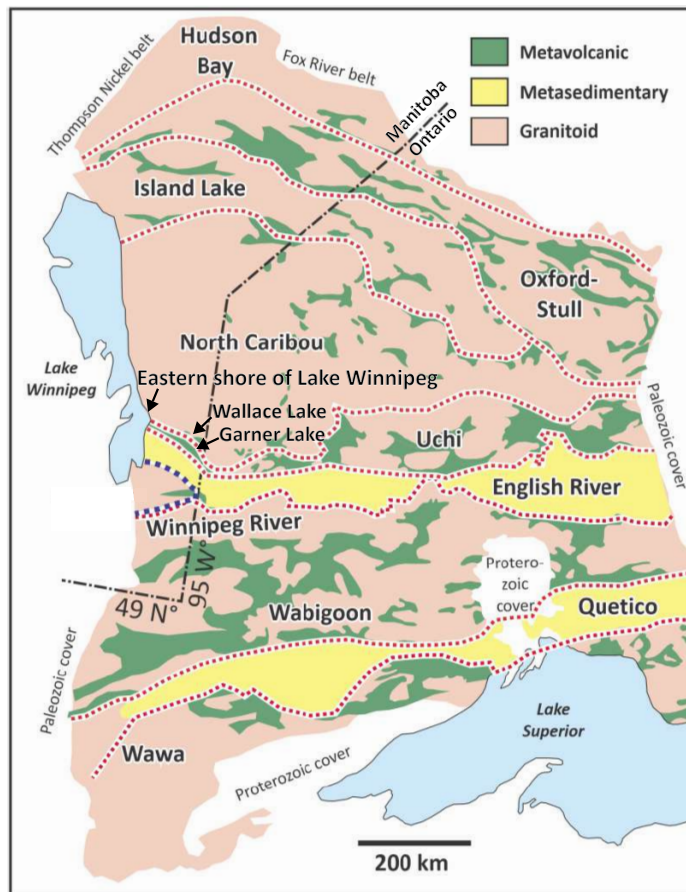 Hudson
Bay
Thompson Nickel belt
Fox River belt
Metavolcanic
Metasedimentary
Granitoid
Manitoba
Ontario
Island Lake
Oxford-
Stull
North Caribou
Lake
Winnipeg
Eastern shore of Lake Winnipeg
Wallace Lake
Garner Lake
Uchi
Paleozoic cover
English River
Winnipeg River
95 W°
49 N°
Protero-
zoic
cover
Wabigoon
Quetico
Paleozoic cover
Wawa
Proterozoic cover
Lake
Superior
200 km